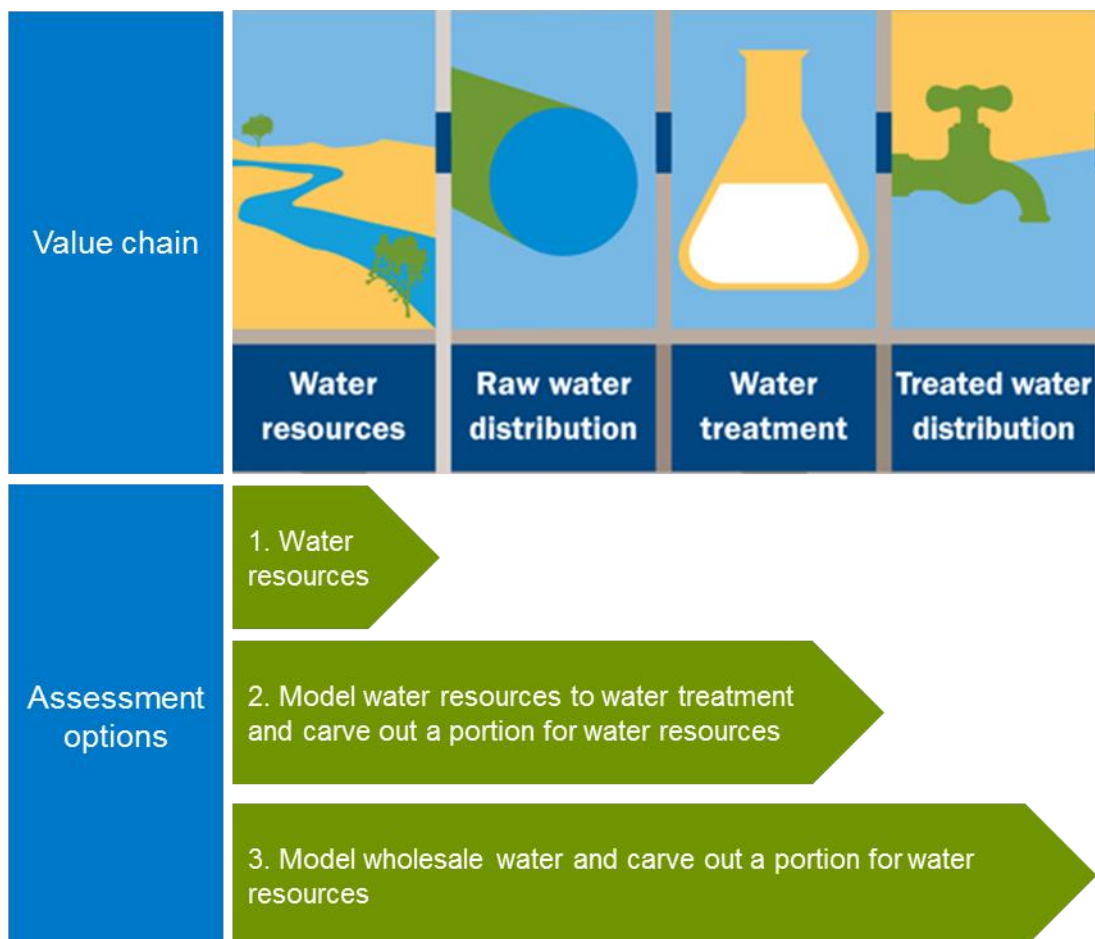 Value chain
Water
resources
Raw water
distribution
Water
treatment
Treated water
distribution
Assessment
options
1. Water
resources
2. Model water resources to water treatment
and carve out a portion for water resources
3. Model wholesale water and carve out a portion for water
resources